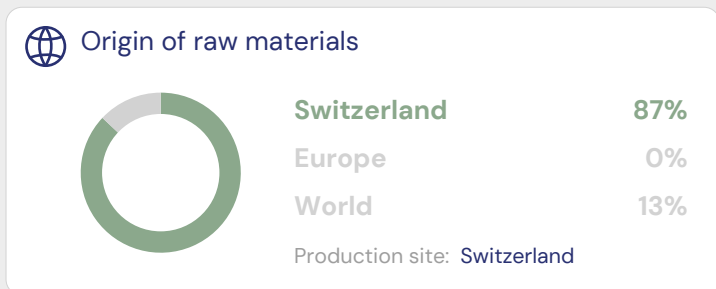 Origin of raw materials
Switzerland 87%
Europe 0%
World 13%
Production site: Switzerland